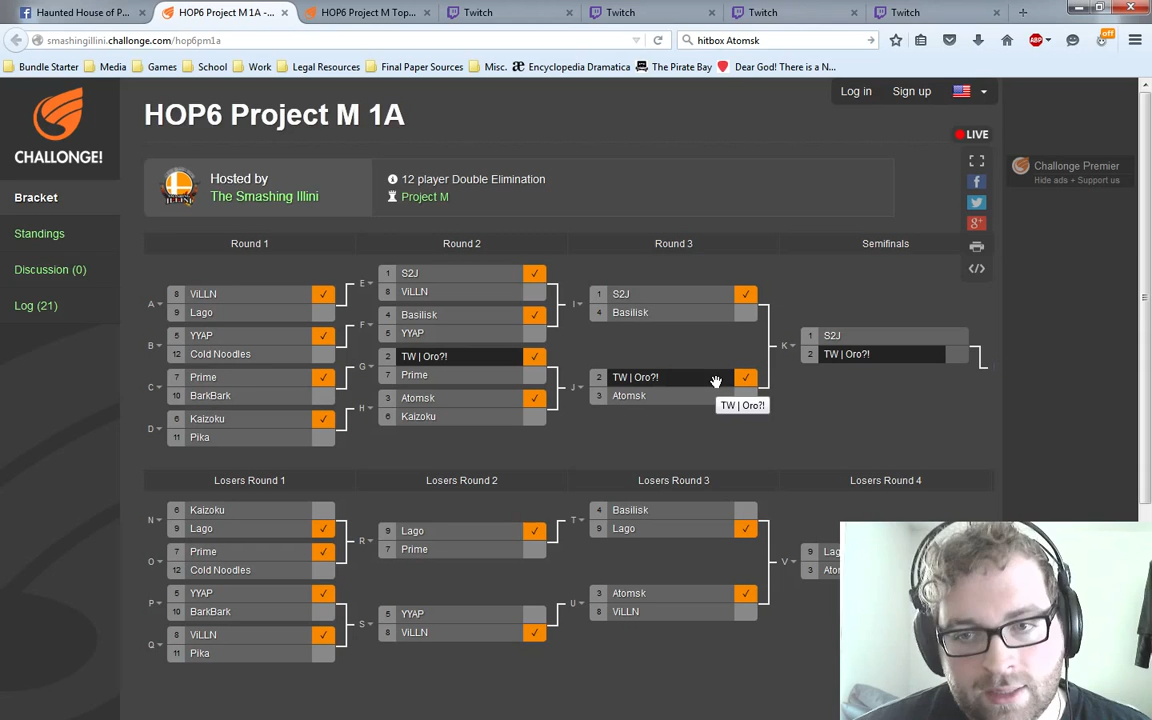 Haunted House of P...
HOP6 Project M 1A -...
HOP6 Project M Top...
Twitch
Twitch
Twitch
Twitch
smashingillini.challonge.com/hop6pm1a
hitbox Atomsk
ABP
off
Bundle Starter
Media
Games
School
Work
Legal Resources
Final Paper Sources
Misc.
æ Encyclopedia Dramatica
The Pirate Bay
Dear God! There is a N...
CHALLONGE!
HOP6 Project M 1A
Log in
Sign up
LIVE
Hosted by
The Smashing Illini
12 player Double Elimination
Project M
Challonge Premier
Hide ads + Support us
Bracket
Standings
Discussion (0)
Log (21)
Round 1
Round 2
Round 3
Semifinals
A
8 ViLLN
9 Lago
B
5 YYAP
12 Cold Noodles
C
7 Prime
10 BarkBark
D
6 Kaizoku
11 Pika
E
1 S2J
8 ViLLN
F
4 Basilisk
5 YYAP
G
2 TW | Oro?!
7 Prime
H
3 Atomsk
6 Kaizoku
I
1 S2J
4 Basilisk
J
2 TW | Oro?!
3 Atomsk
TW | Oro?!
K
1 S2J
2 TW | Oro?!
Losers Round 1
Losers Round 2
Losers Round 3
Losers Round 4
N
6 Kaizoku
9 Lago
O
7 Prime
12 Cold Noodles
P
5 YYAP
10 BarkBark
Q
8 ViLLN
11 Pika
R
9 Lago
7 Prime
S
5 YYAP
8 ViLLN
T
4 Basilisk
9 Lago
U
3 Atomsk
8 ViLLN
V
9 Lag
3 Ator